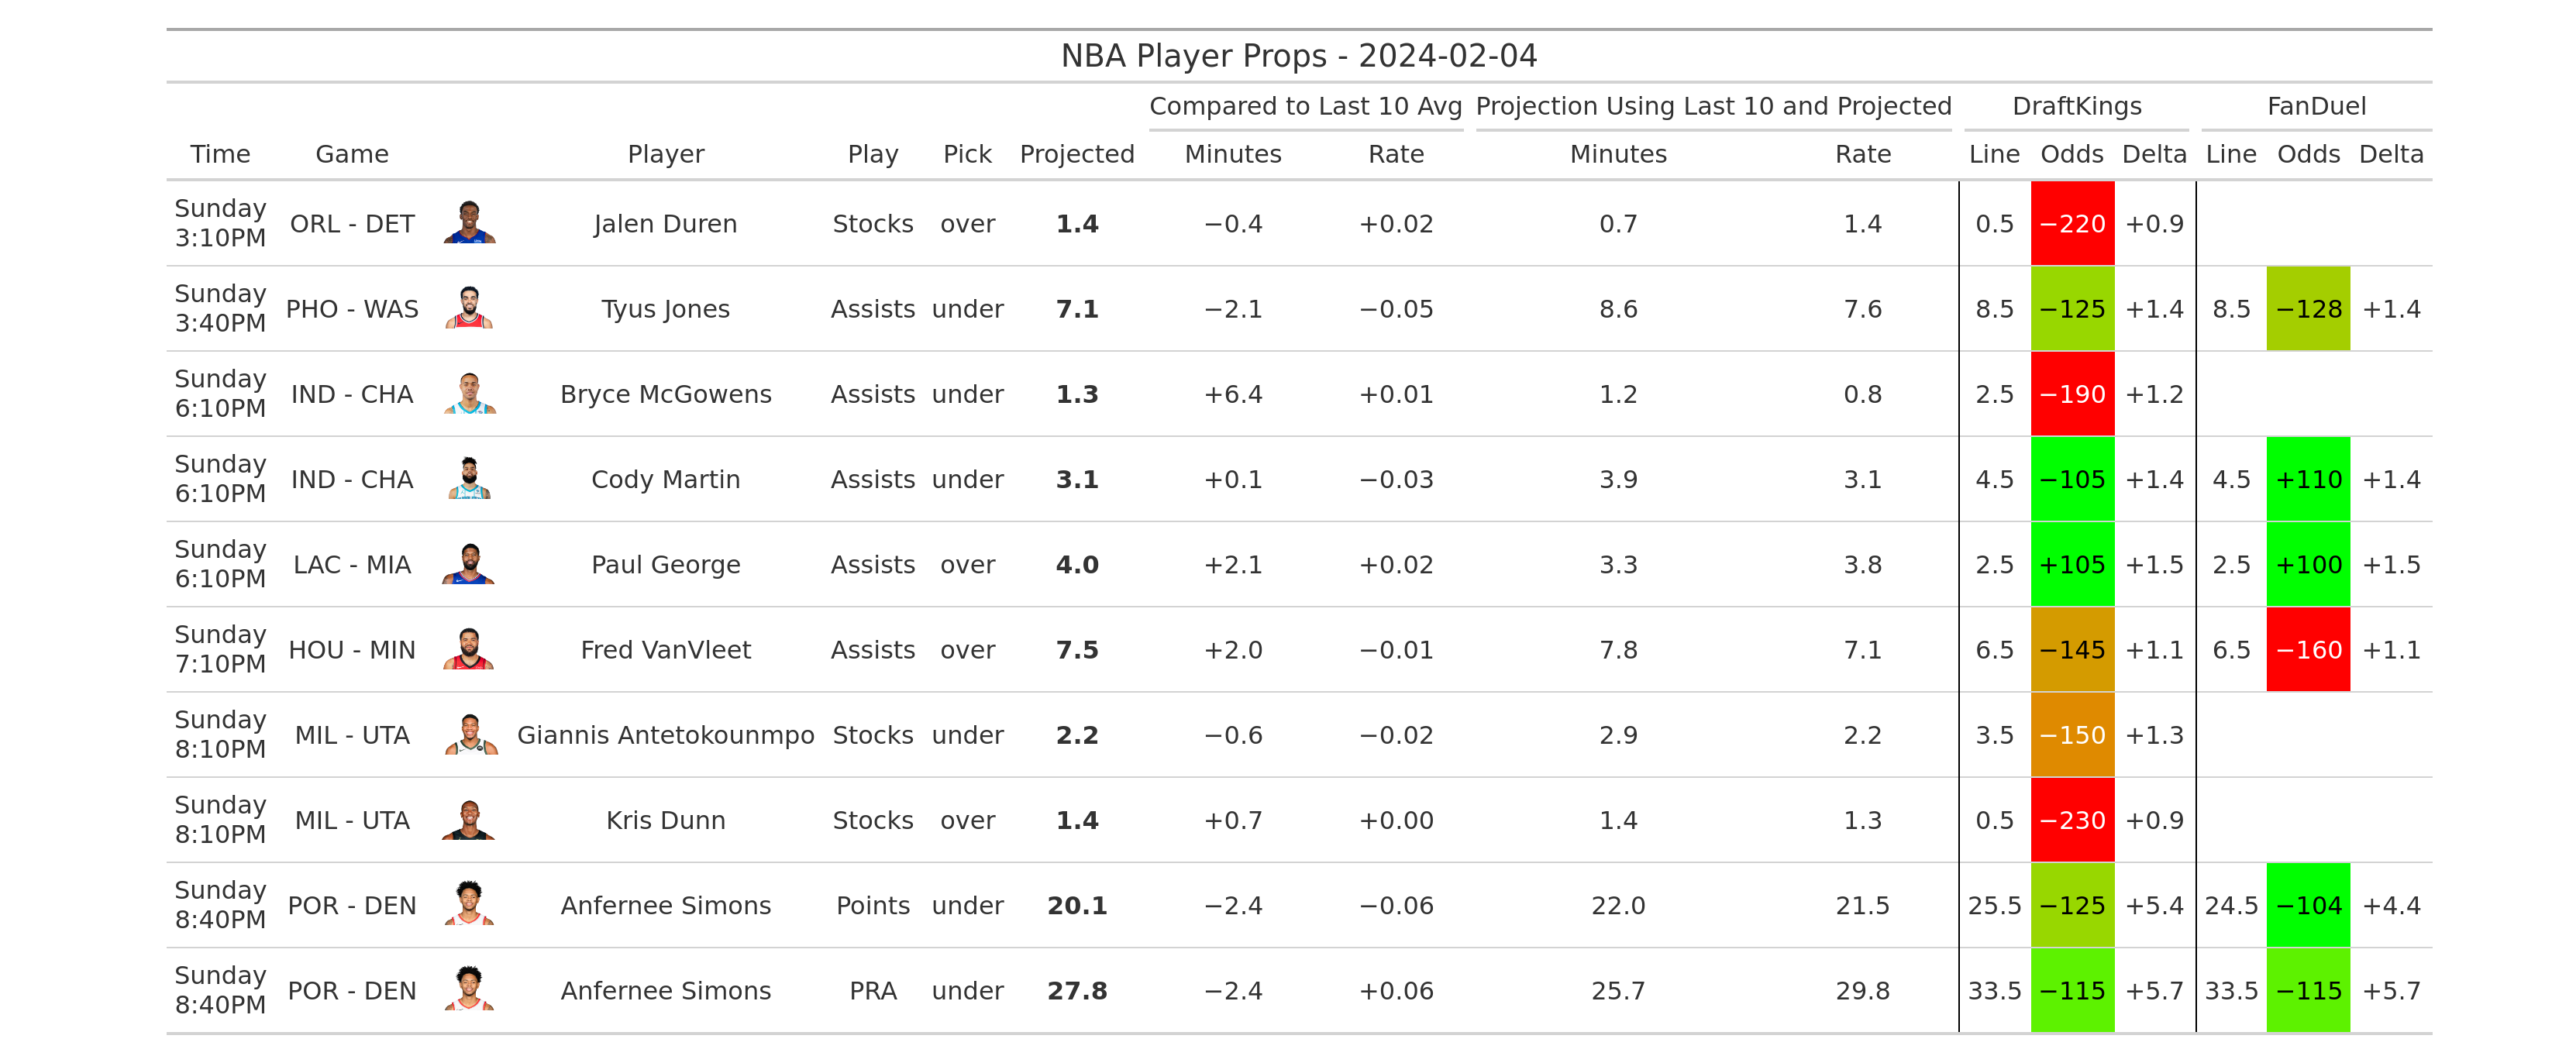 NBA Player Props - 2024-02-04
Compared to Last 10 Avg Projection Using Last 10 and Projected DraftKings FanDuel
Time Game Player Play Pick Projected Minutes Rate Minutes Rate Line Odds Delta Line Odds Delta
Sunday
3:10PM ORL - DET Jalen Duren Stocks over 1.4 −0.4 +0.02 0.7 1.4 0.5 −220 +0.9
Sunday
3:40PM PHO - WAS Tyus Jones Assists under 7.1 −2.1 −0.05 8.6 7.6 8.5 −125 +1.4 8.5 −128 +1.4
Sunday
6:10PM IND - CHA Bryce McGowens Assists under 1.3 +6.4 +0.01 1.2 0.8 2.5 −190 +1.2
Sunday
6:10PM IND - CHA Cody Martin Assists under 3.1 +0.1 −0.03 3.9 3.1 4.5 −105 +1.4 4.5 +110 +1.4
Sunday
6:10PM LAC - MIA Paul George Assists over 4.0 +2.1 +0.02 3.3 3.8 2.5 +105 +1.5 2.5 +100 +1.5
Sunday
7:10PM HOU - MIN Fred VanVleet Assists over 7.5 +2.0 −0.01 7.8 7.1 6.5 −145 +1.1 6.5 −160 +1.1
Sunday
8:10PM MIL - UTA Giannis Antetokounmpo Stocks under 2.2 −0.6 −0.02 2.9 2.2 3.5 −150 +1.3
Sunday
8:10PM MIL - UTA Kris Dunn Stocks over 1.4 +0.7 +0.00 1.4 1.3 0.5 −230 +0.9
Sunday
8:40PM POR - DEN Anfernee Simons Points under 20.1 −2.4 −0.06 22.0 21.5 25.5 −125 +5.4 24.5 −104 +4.4
Sunday
8:40PM POR - DEN Anfernee Simons PRA under 27.8 −2.4 +0.06 25.7 29.8 33.5 −115 +5.7 33.5 −115 +5.7